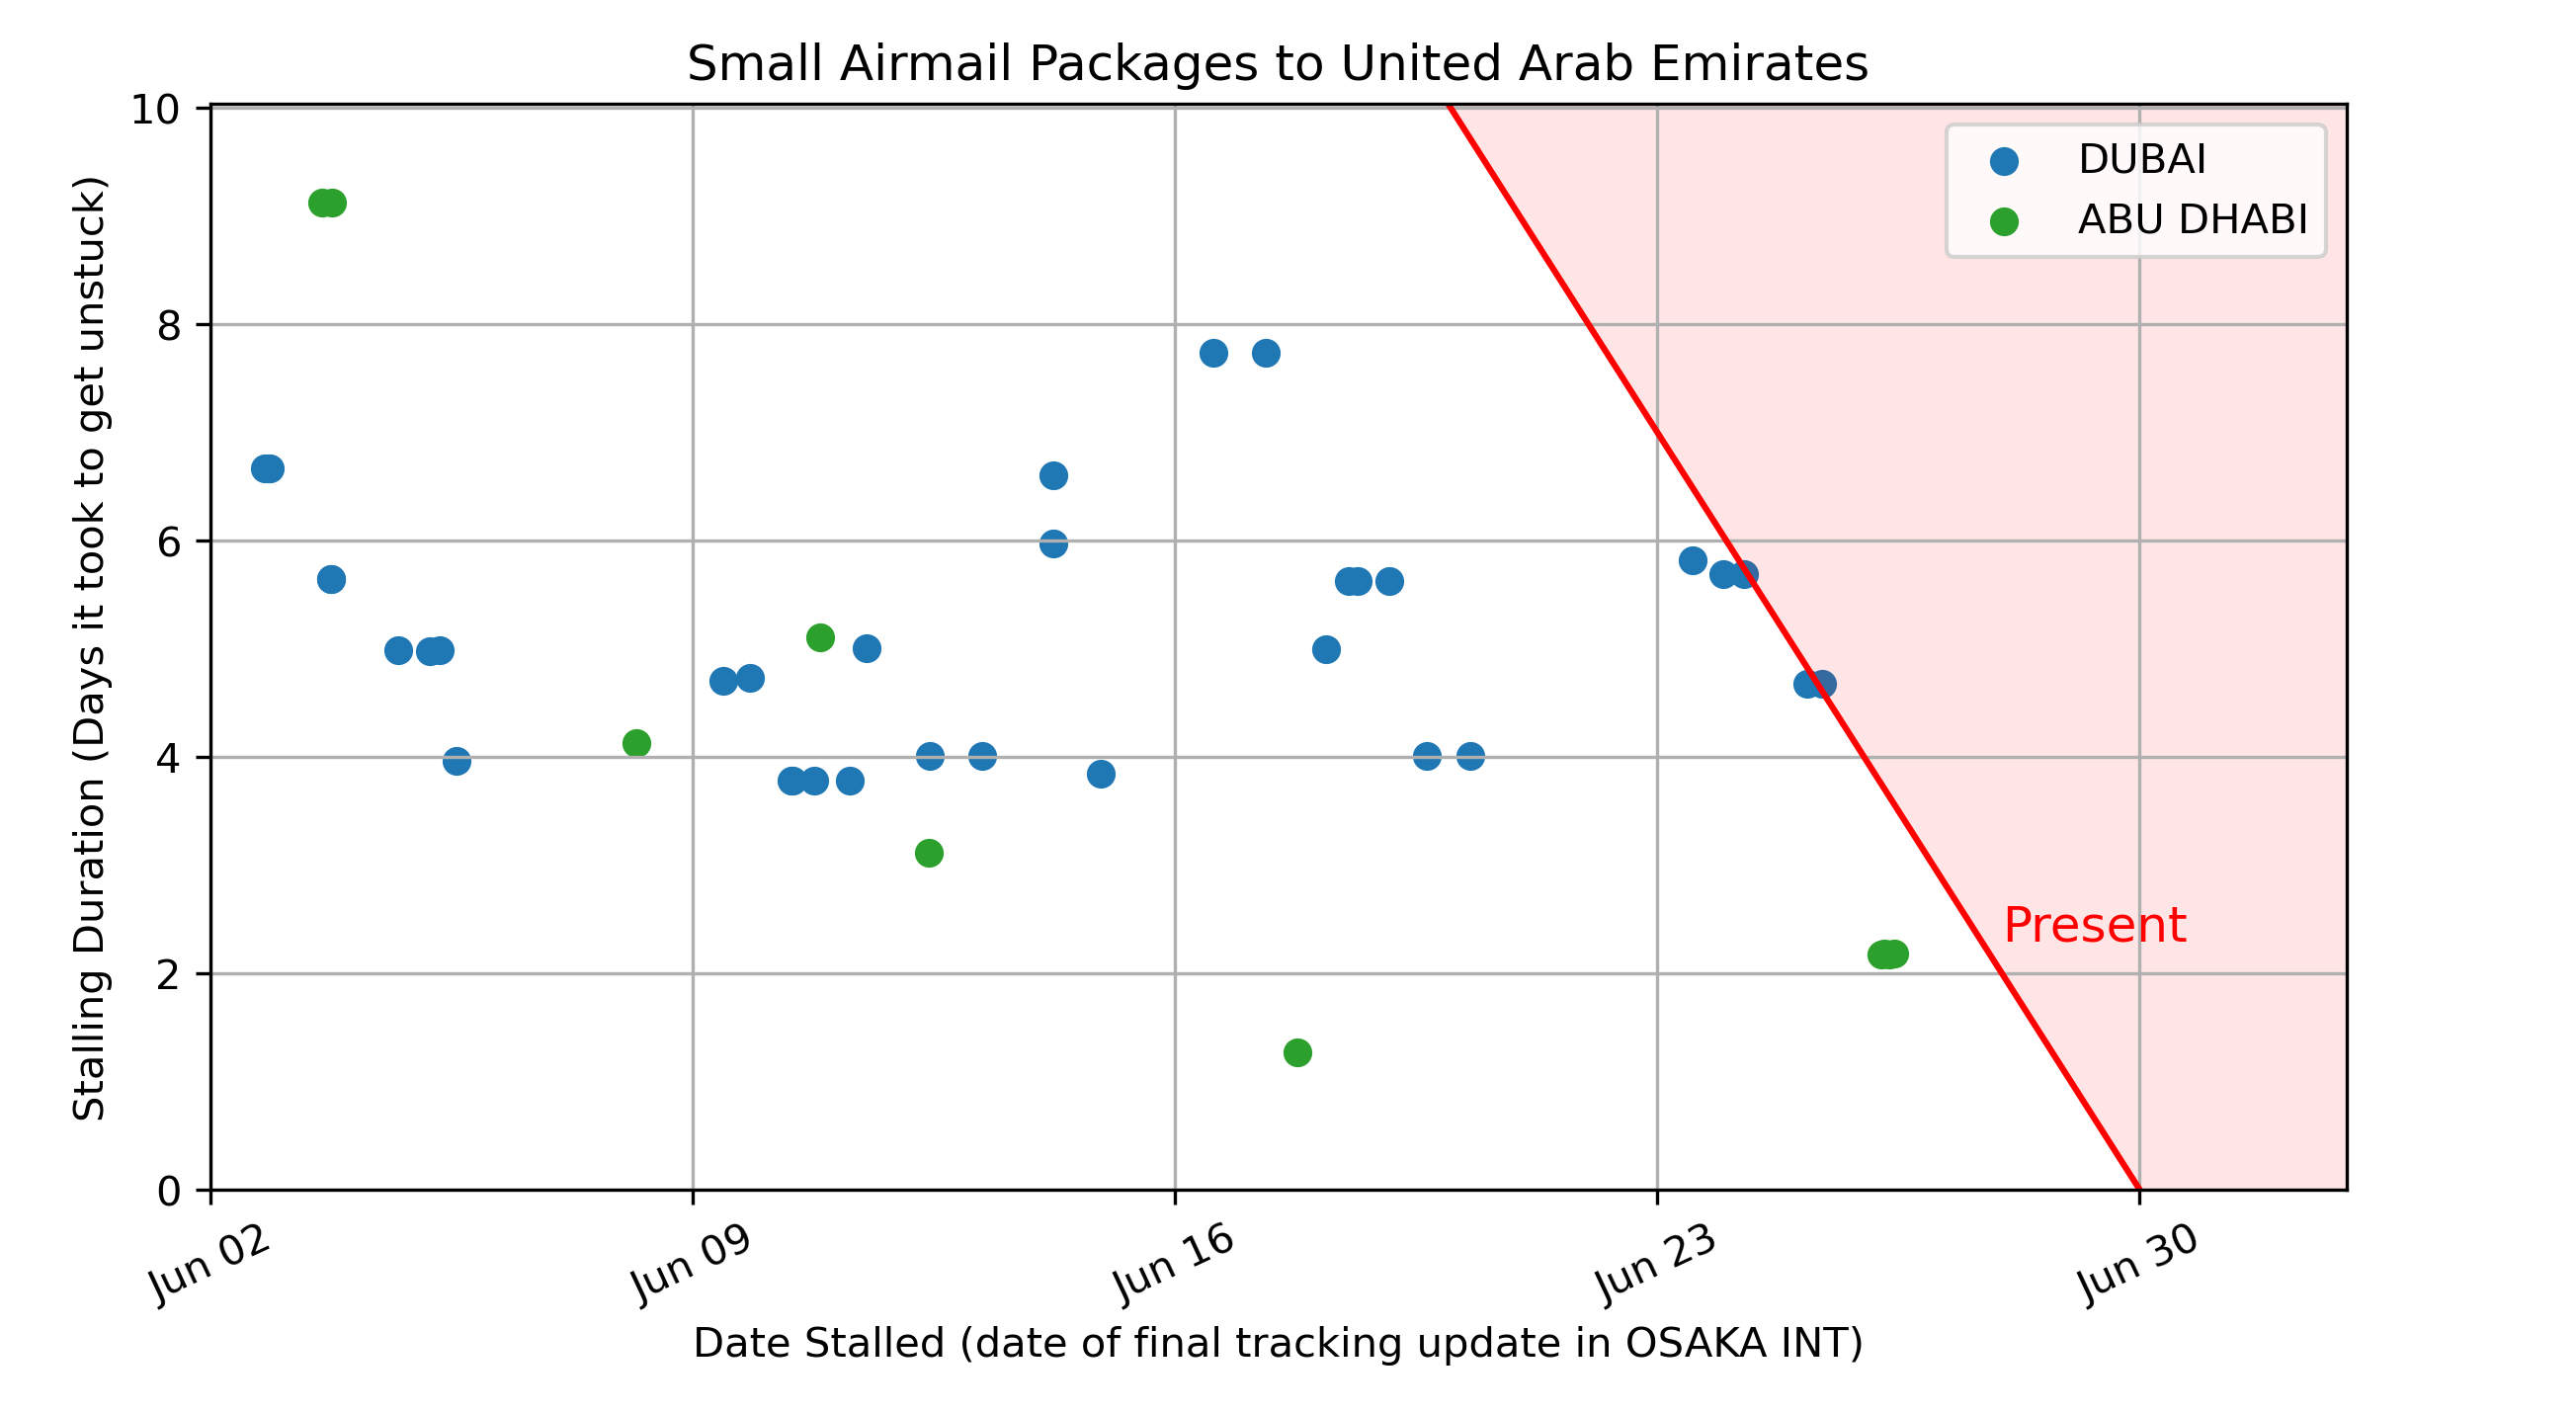 Small Airmail Packages to United Arab Emirates
Stalling Duration (Days it took to get unstuck)
10
8
6
4
2
0
DUBAI
ABU DHABI
Present
Jun 02
Jun 09
Jun 16
Jun 23
Jun 30
Date Stalled (date of final tracking update in OSAKA INT)